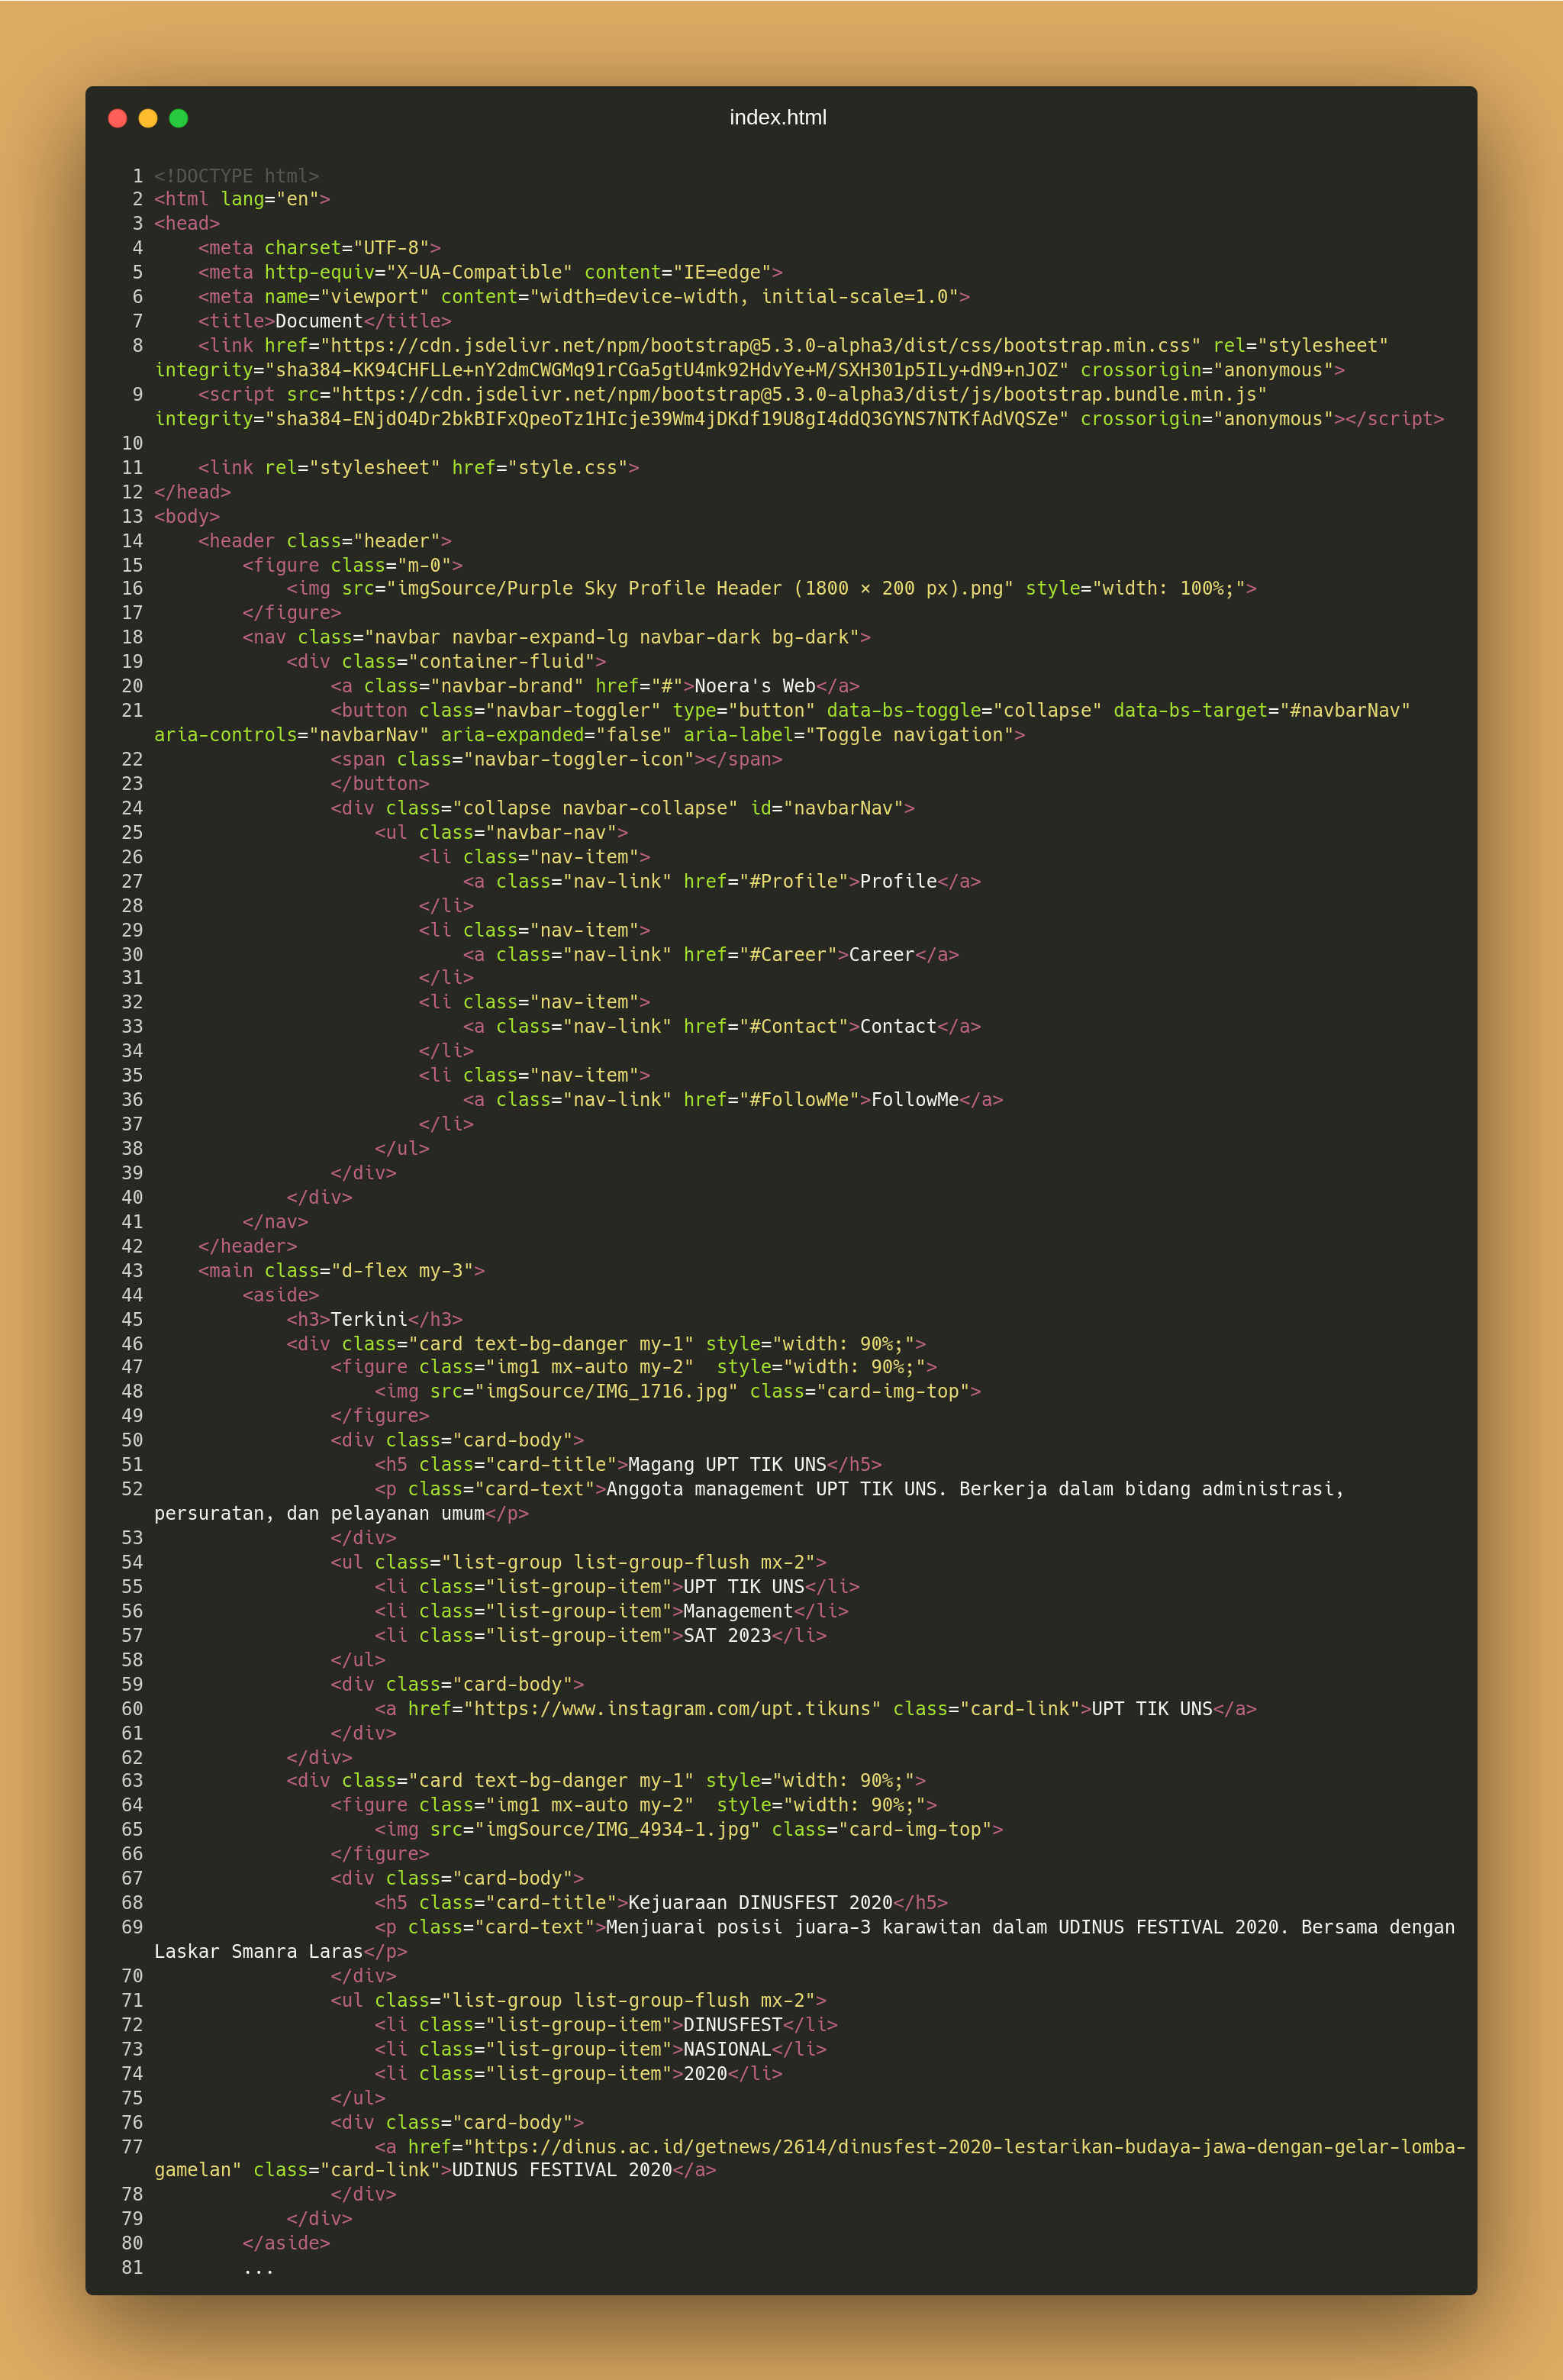 index.html
1 <!DOCTYPE html>
2 <html lang="en">
3 <head>
4     <meta charset="UTF-8">
5     <meta http-equiv="X-UA-Compatible" content="IE=edge">
6     <meta name="viewport" content="width=device-width, initial-scale=1.0">
7     <title>Document</title>
8     <link href="https://cdn.jsdelivr.net/npm/bootstrap@5.3.0-alpha3/dist/css/bootstrap.min.css" rel="stylesheet"
integrity="sha384-KK94CHFLLe+nY2dmCWGMq91rCGa5gtU4mk92HdvYe+M/SXH301p5ILy+dN9+nJOZ" crossorigin="anonymous">
9     <script src="https://cdn.jsdelivr.net/npm/bootstrap@5.3.0-alpha3/dist/js/bootstrap.bundle.min.js"
integrity="sha384-ENjdO4Dr2bkBIFxQpeoTz1HIcje39Wm4jDKdf19U8gI4ddQ3GYNS7NTKfAdVQSZe" crossorigin="anonymous"></script>
10
11     <link rel="stylesheet" href="style.css">
12 </head>
13 <body>
14     <header class="header">
15         <figure class="m-0">
16             <img src="imgSource/Purple Sky Profile Header (1800 × 200 px).png" style="width: 100%;">
17         </figure>
18         <nav class="navbar navbar-expand-lg navbar-dark bg-dark">
19             <div class="container-fluid">
20                 <a class="navbar-brand" href="#">Noera's Web</a>
21                 <button class="navbar-toggler" type="button" data-bs-toggle="collapse" data-bs-target="#navbarNav"
aria-controls="navbarNav" aria-expanded="false" aria-label="Toggle navigation">
22                 <span class="navbar-toggler-icon"></span>
23                 </button>
24                 <div class="collapse navbar-collapse" id="navbarNav">
25                     <ul class="navbar-nav">
26                         <li class="nav-item">
27                             <a class="nav-link" href="#Profile">Profile</a>
28                         </li>
29                         <li class="nav-item">
30                             <a class="nav-link" href="#Career">Career</a>
31                         </li>
32                         <li class="nav-item">
33                             <a class="nav-link" href="#Contact">Contact</a>
34                         </li>
35                         <li class="nav-item">
36                             <a class="nav-link" href="#FollowMe">FollowMe</a>
37                         </li>
38                     </ul>
39                 </div>
40             </div>
41         </nav>
42     </header>
43     <main class="d-flex my-3">
44         <aside>
45             <h3>Terkini</h3>
46             <div class="card text-bg-danger my-1" style="width: 90%;">
47                 <figure class="img1 mx-auto my-2"  style="width: 90%;">
48                     <img src="imgSource/IMG_1716.jpg" class="card-img-top">
49                 </figure>
50                 <div class="card-body">
51                     <h5 class="card-title">Magang UPT TIK UNS</h5>
52                     <p class="card-text">Anggota management UPT TIK UNS. Berkerja dalam bidang administrasi,
persuratan, dan pelayanan umum</p>
53                 </div>
54                 <ul class="list-group list-group-flush mx-2">
55                     <li class="list-group-item">UPT TIK UNS</li>
56                     <li class="list-group-item">Management</li>
57                     <li class="list-group-item">SAT 2023</li>
58                 </ul>
59                 <div class="card-body">
60                     <a href="https://www.instagram.com/upt.tikuns" class="card-link">UPT TIK UNS</a>
61                 </div>
62             </div>
63             <div class="card text-bg-danger my-1" style="width: 90%;">
64                 <figure class="img1 mx-auto my-2"  style="width: 90%;">
65                     <img src="imgSource/IMG_4934-1.jpg" class="card-img-top">
66                 </figure>
67                 <div class="card-body">
68                     <h5 class="card-title">Kejuaraan DINUSFEST 2020</h5>
69                     <p class="card-text">Menjuarai posisi juara-3 karawitan dalam UDINUS FESTIVAL 2020. Bersama dengan
Laskar Smanra Laras</p>
70                 </div>
71                 <ul class="list-group list-group-flush mx-2">
72                     <li class="list-group-item">DINUSFEST</li>
73                     <li class="list-group-item">NASIONAL</li>
74                     <li class="list-group-item">2020</li>
75                 </ul>
76                 <div class="card-body">
77                     <a href="https://dinus.ac.id/getnews/2614/dinusfest-2020-lestarikan-budaya-jawa-dengan-gelar-lomba-
gamelan" class="card-link">UDINUS FESTIVAL 2020</a>
78                 </div>
79             </div>
80         </aside>
81         ...